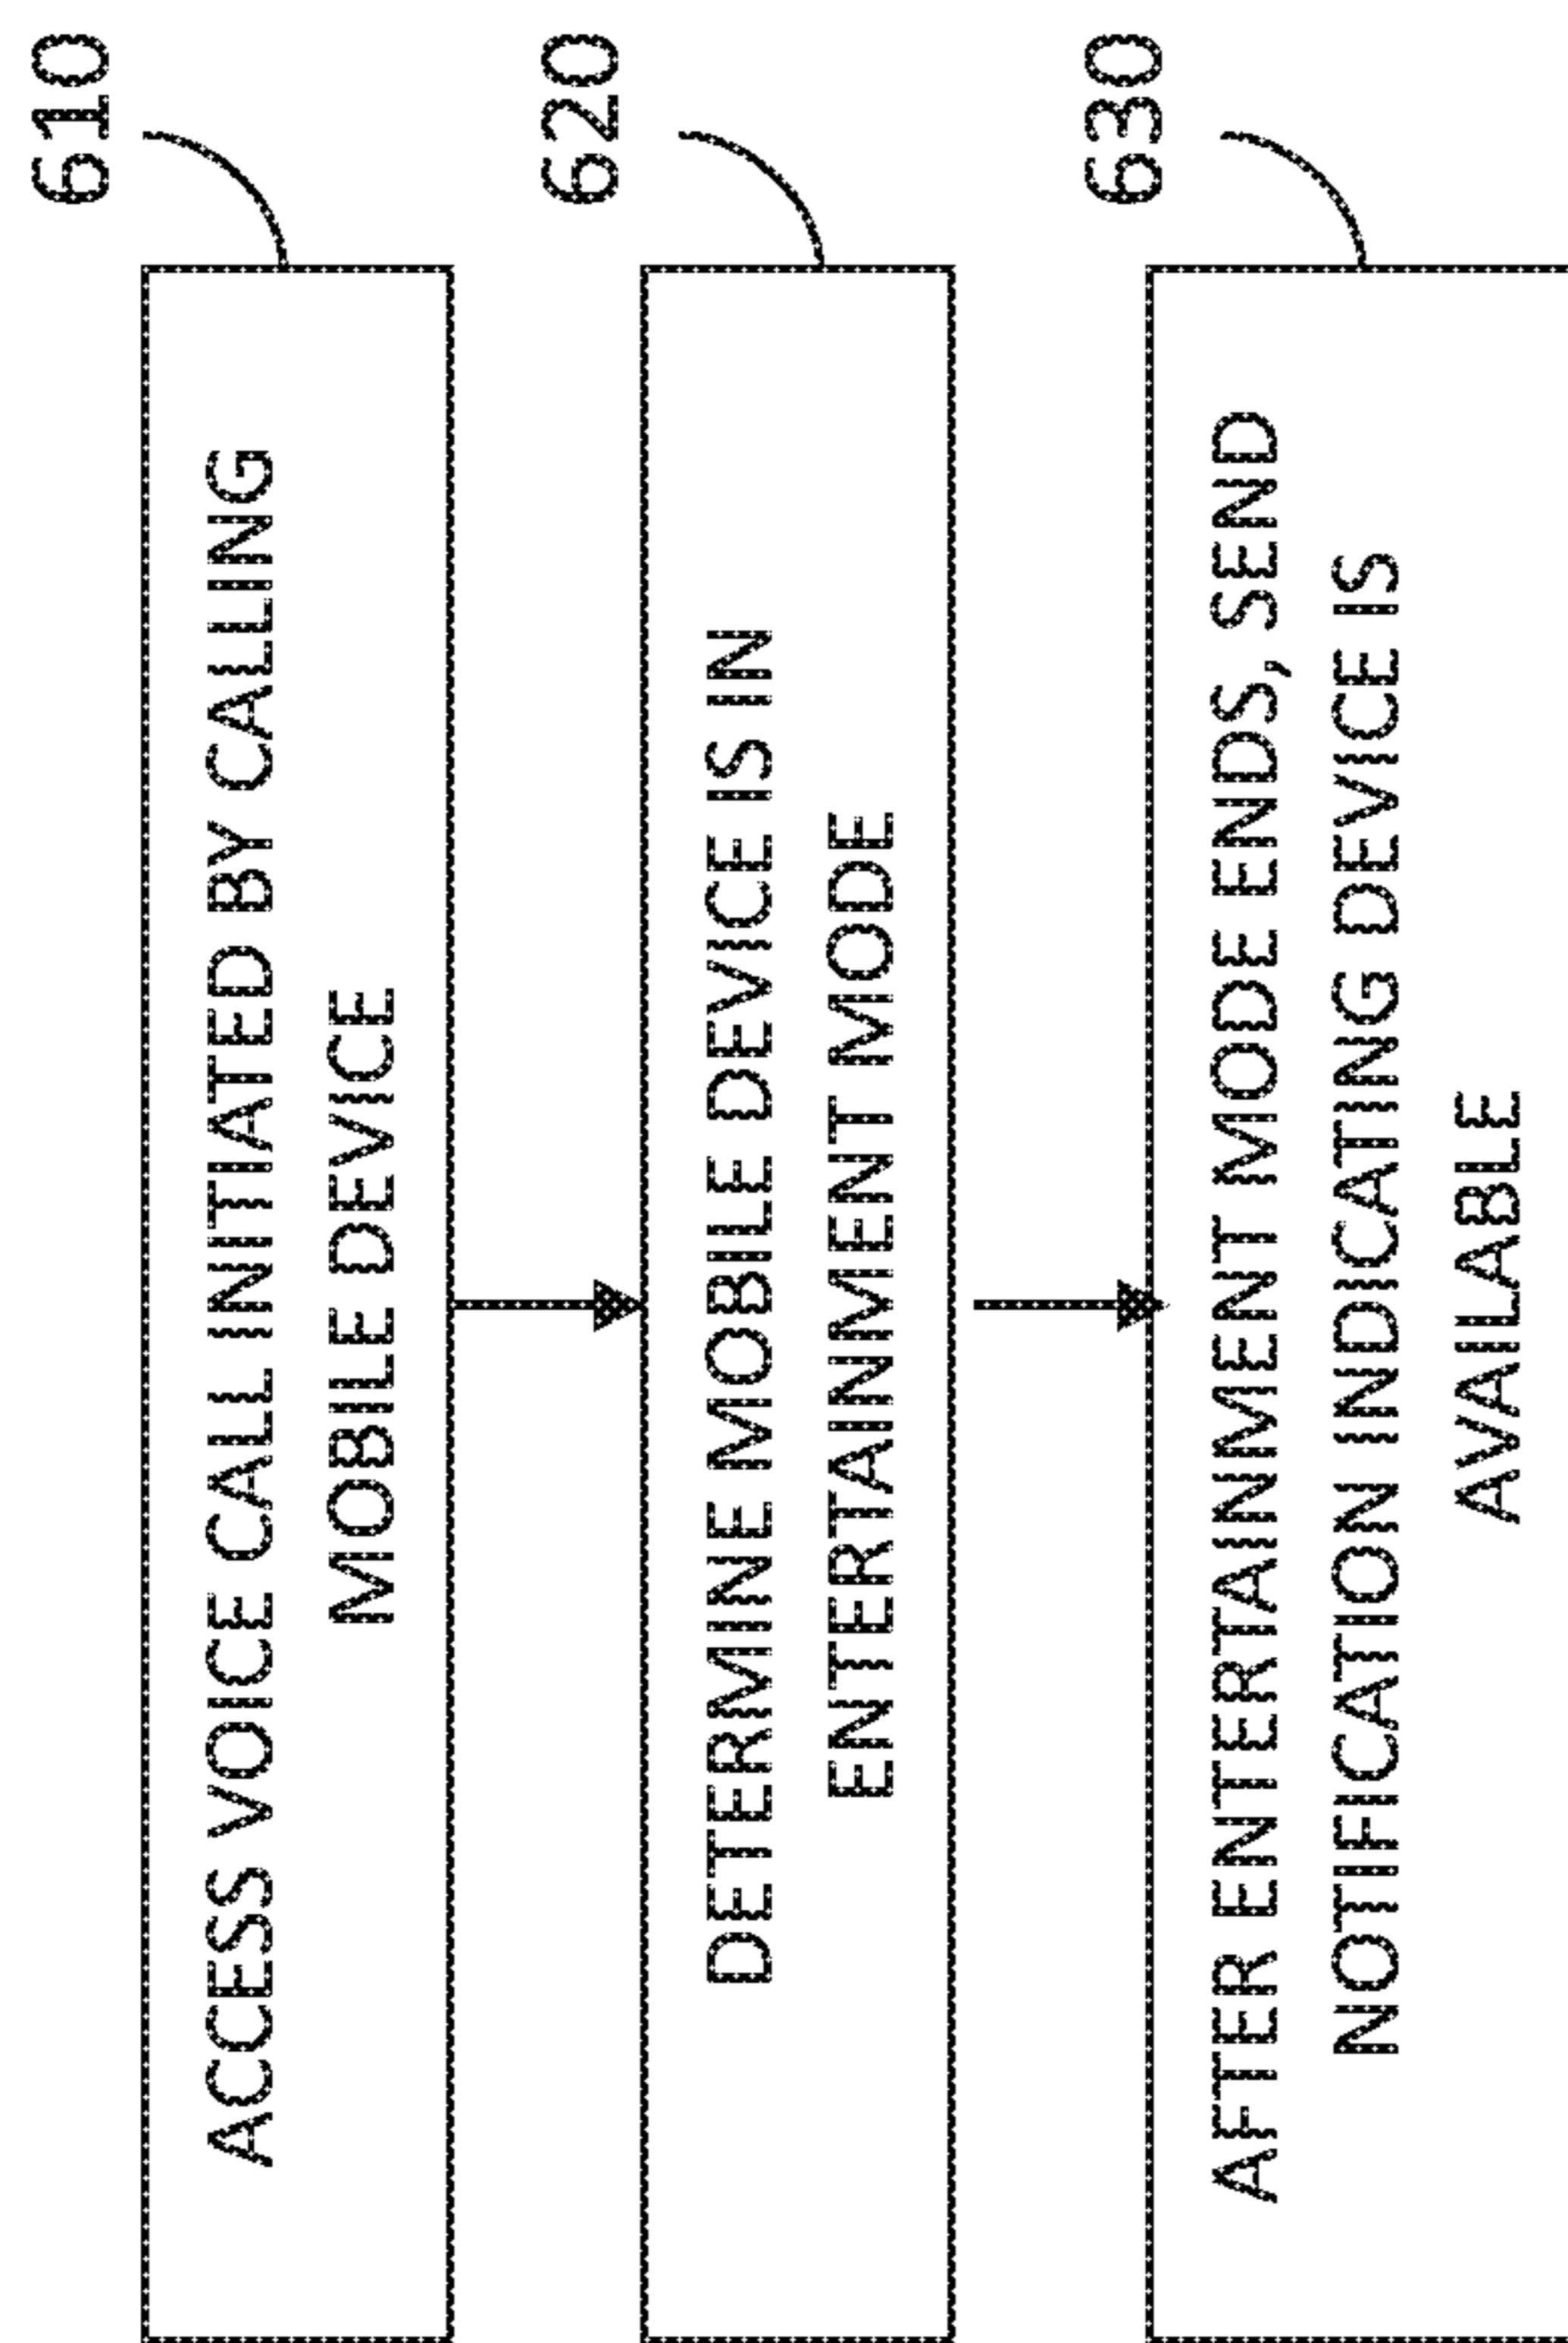 610
ACCESS VOICE CALL INITIATED BY CALLING
MOBILE DEVICE
620
DETERMINE MOBILE DEVICE IS IN
ENTERTAINMENT MODE
630
AFTER ENTERTAINMENT MODE ENDS, SEND
NOTIFICATION INDICATING DEVICE IS
AVAILABLE